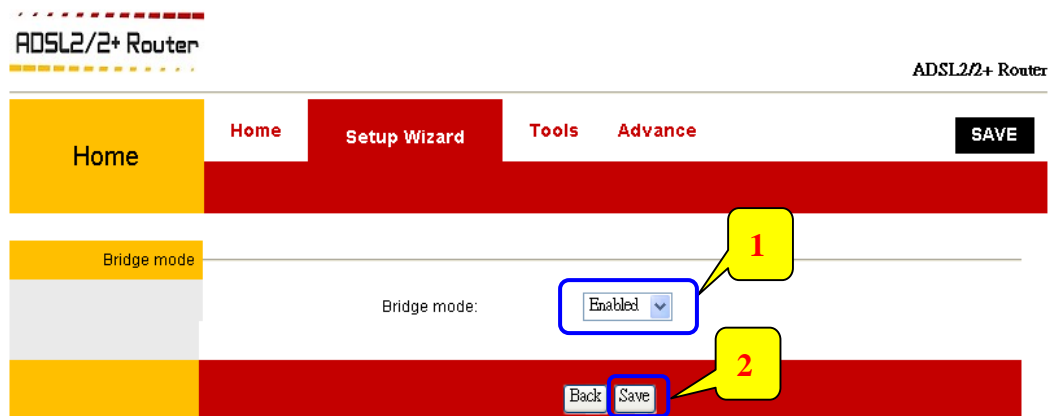 ADSL2/2+ Router
ADSL2/2+ Router
Home
Home Setup Wizard Tools Advance SAVE
1
Bridge mode
Bridge mode: Enabled
2
Back Save